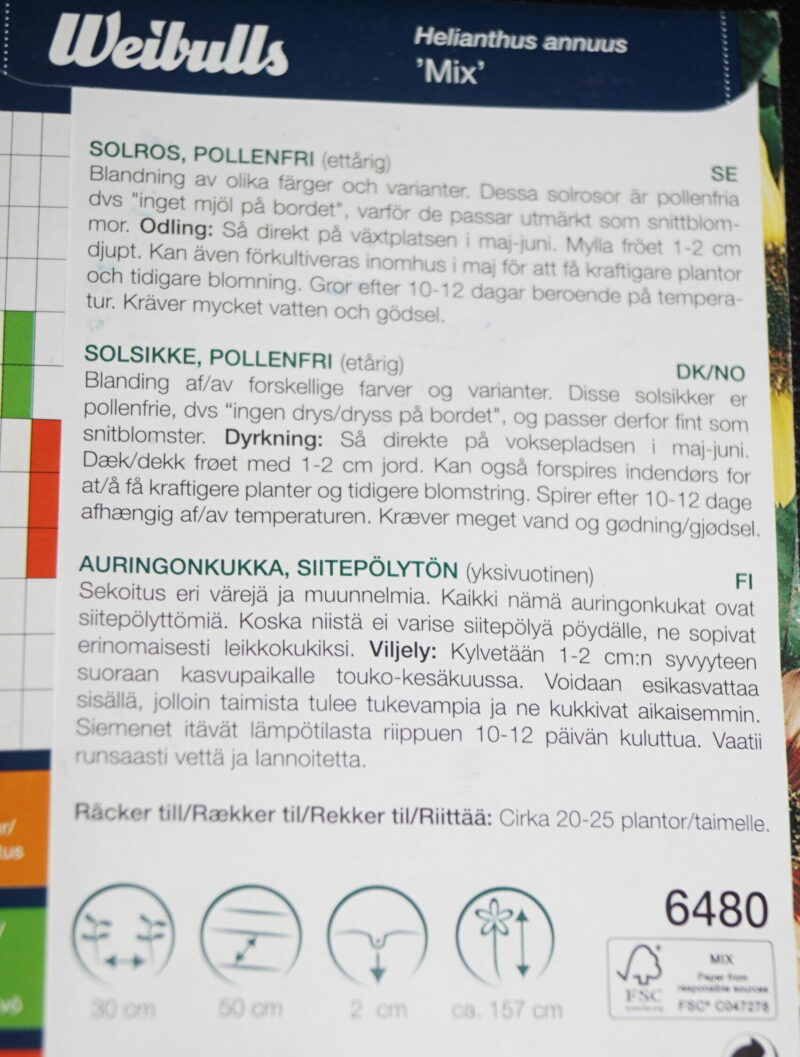 Weibulls
Helianthus annuus
'Mix'
SOLROS, POLLENFRI (ettårig)
SE
Blandning av olika färger och varianter. Dessa solrosor är pollenfria
dvs "inget mjöl på bordet", varför de passar utmärkt som snittblom-
mor. Odling: Så direkt på växtplatsen i maj-juni. Mylla fröet 1-2 cm
djupt. Kan även förkultiveras inomhus i maj för att få kraftigare plantor
och tidigare blomning. Gror efter 10-12 dagar beroende på tempera-
tur. Kräver mycket vatten och gödsel.
SOLSIKKE, POLLENFRI (etårig)
DK/NO
Blanding af/av forskellige farver og varianter. Disse solsikker er
pollenfrie, dvs "ingen drys/dryss på bordet", og passer derfor fint som
snitblomster. Dyrkning: Så direkte på voksepladsen i maj-juni.
Dæk/dekk frøet med 1-2 cm jord. Kan også forspires indendørs for
at/å få kraftigere planter og tidigere blomstring. Spirer efter 10-12 dage
afhængig af/av temperaturen. Kræver meget vand og gødning/gjødsel.
AURINGONKUKKA, SIITEPÖLYTÖN (yksivuotinen)
FI
Sekoitus eri värejä ja muunnelmia. Kaikki nämä auringonkukat ovat
siitepölyttömiä. Koska niistä ei varise siitepölyä pöydälle, ne sopivat
erinomaisesti leikkokukiksi. Viljely: Kylvetään 1-2 cm:n syvyyteen
suoraan kasvupaikalle touko-kesäkuussa. Voidaan esikasvattaa
sisällä, jolloin taimista tulee tukevampia ja ne kukkivat aikaisemmin.
Siemenet itävät lämpötilasta riippuen 10-12 päivän kuluttua. Vaatii
runsaasti vettä ja lannoitetta.
Räcker till/Rækker til/Rekker til/Riittää: Cirka 20-25 plantor/taimelle.
30 cm
50 cm
2 cm
ca. 157 cm
6480
FSC
MIX
Paper from
responsible sources
FSC® C047278